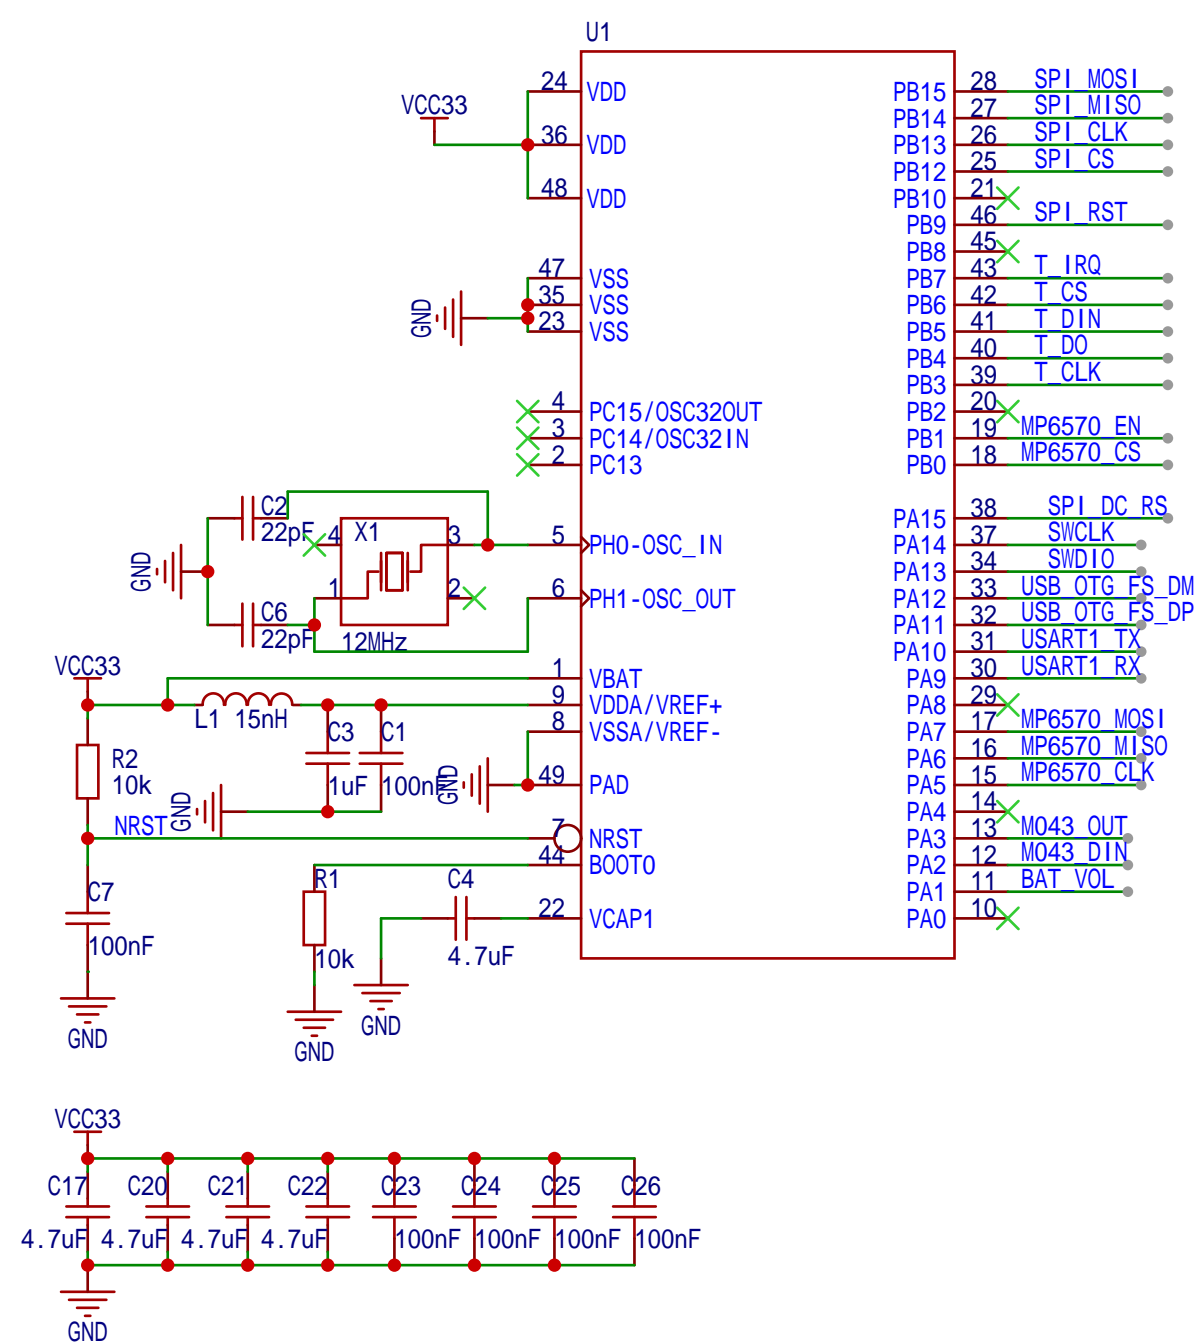 U1
VCC33
24 VDD
36 VDD
48 VDD
47 VSS
35 VSS
23 VSS
GND
4 PC15/OSC32OUT
3 PC14/OSC32IN
2 PC13
C2
22pF
4 X1 3
5 PH0-OSC_IN
GND
1 2
6 PH1-OSC_OUT
C6
22pF
12MHz
VCC33
1 VBAT
L1 15nH
9 VDDA/VREF+
8 VSSA/VREF-
C3 C1
1uF 100nF
R2
10k
GND
GND
49 PAD
NRST
7 NRST
44 BOOT0
C7
100nF
GND
R1
10k
GND
C4
4.7uF
22 VCAP1
GND
PB15 28 SPI_MOSI
PB14 27 SPI_MISO
PB13 26 SPI_CLK
PB12 25 SPI_CS
PB10 21
PB9 46 SPI_RST
PB8 45
PB7 43 T_IRQ
PB6 42 T_CS
PB5 41 T_DIN
PB4 40 T_DO
PB3 39 T_CLK
PB2 20
PB1 19 MP6570_EN
PB0 18 MP6570_CS
PA15 38 SPI_DC_RS
PA14 37 SWCLK
PA13 34 SWDIO
PA12 33 USB_OTG_FS_DM
PA11 32 USB_OTG_FS_DP
PA10 31 USART1_TX
PA9 30 USART1_RX
PA8 29
PA7 17 MP6570_MOSI
PA6 16 MP6570_MISO
PA5 15 MP6570_CLK
PA4 14
PA3 13 M043_OUT
PA2 12 M043_DIN
PA1 11 BAT_VOL
PA0 10
VCC33
C17 C20 C21 C22 C23 C24 C25 C26
4.7uF 4.7uF 4.7uF 4.7uF 100nF 100nF 100nF 100nF
GND